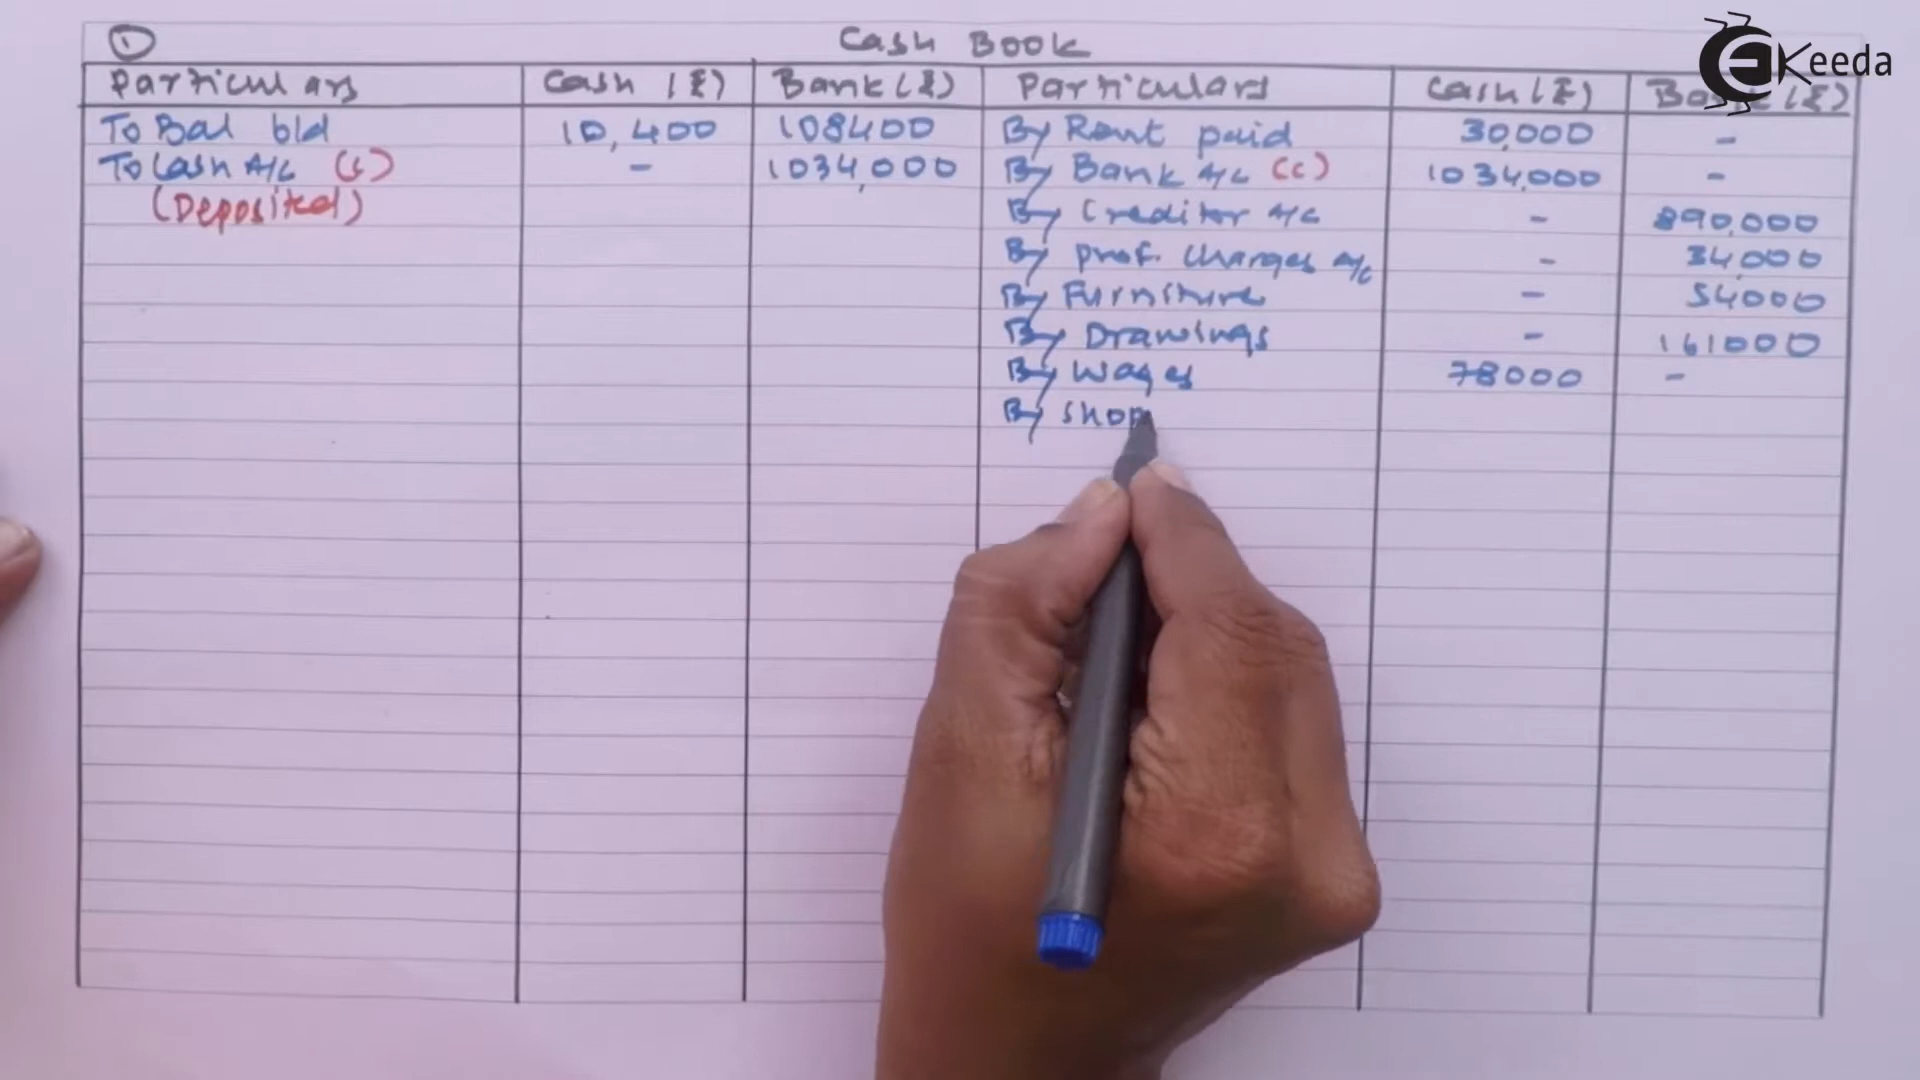 ① Cash Book
Particulars Cash (₹) Bank (₹) Particulars Cash (₹) Bank (₹)
To Bal b/d 10,400 108400 By Rent paid 30,000 -
To Cash A/c (c) - 1034,000 By Bank A/c (c) 1034,000 -
(Deposited) By Creditor A/c - 890,000
By prof. charges A/c - 34,000
By Furniture - 54000
By Drawings - 161000
By Wages 78000 -
By Shop
EKeeda